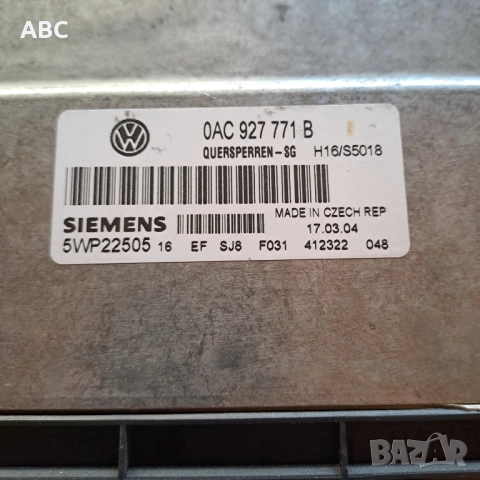 ABC
0AC 927 771 B
QUERSPERREN-SG H16/S5018
SIEMENS
MADE IN CZECH REP
17.03.04
5WP22505 16 EF SJ8 F031 412322 048
BAZAR